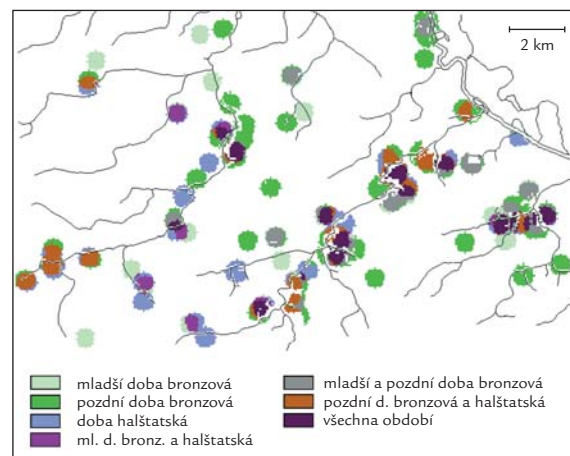 2 km
mladší doba bronzová
pozdní doba bronzová
doba halštatská
ml. d. bronz. a halštatská
mladší a pozdní doba bronzová
pozdní d. bronzová a halštatská
všechna období